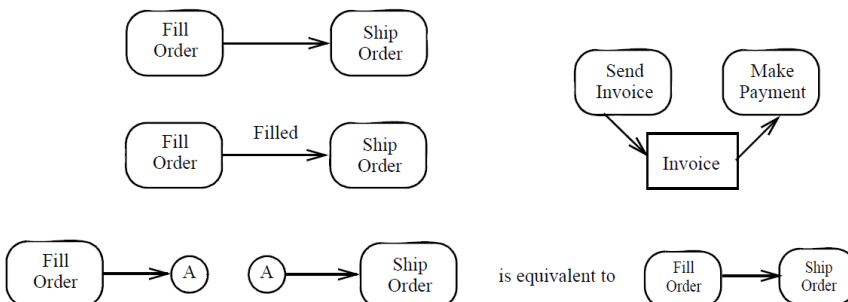 Fill
Order
Ship
Order
Send
Invoice
Make
Payment
Invoice
Fill
Order
Filled
Ship
Order
Fill
Order
A
A
Ship
Order
is equivalent to
Fill
Order
Ship
Order